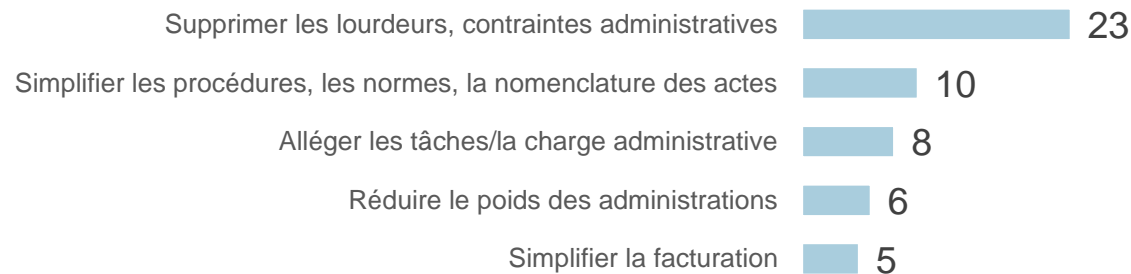 Supprimer les lourdeurs, contraintes administratives 23
Simplifier les procédures, les normes, la nomenclature des actes 10
Alléger les tâches/la charge administrative 8
Réduire le poids des administrations 6
Simplifier la facturation 5